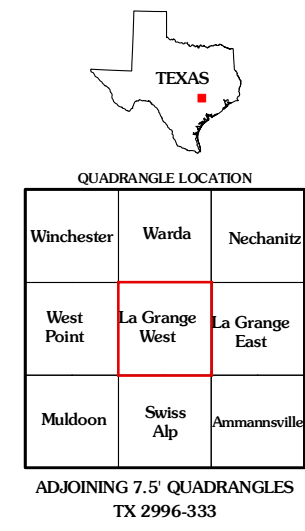 TEXAS
QUADRANGLE LOCATION
Winchester Warda Nechanitz
West Point La Grange West La Grange East
Muldoon Swiss Alp Ammannsville
ADJOINING 7.5' QUADRANGLES
TX 2996-333